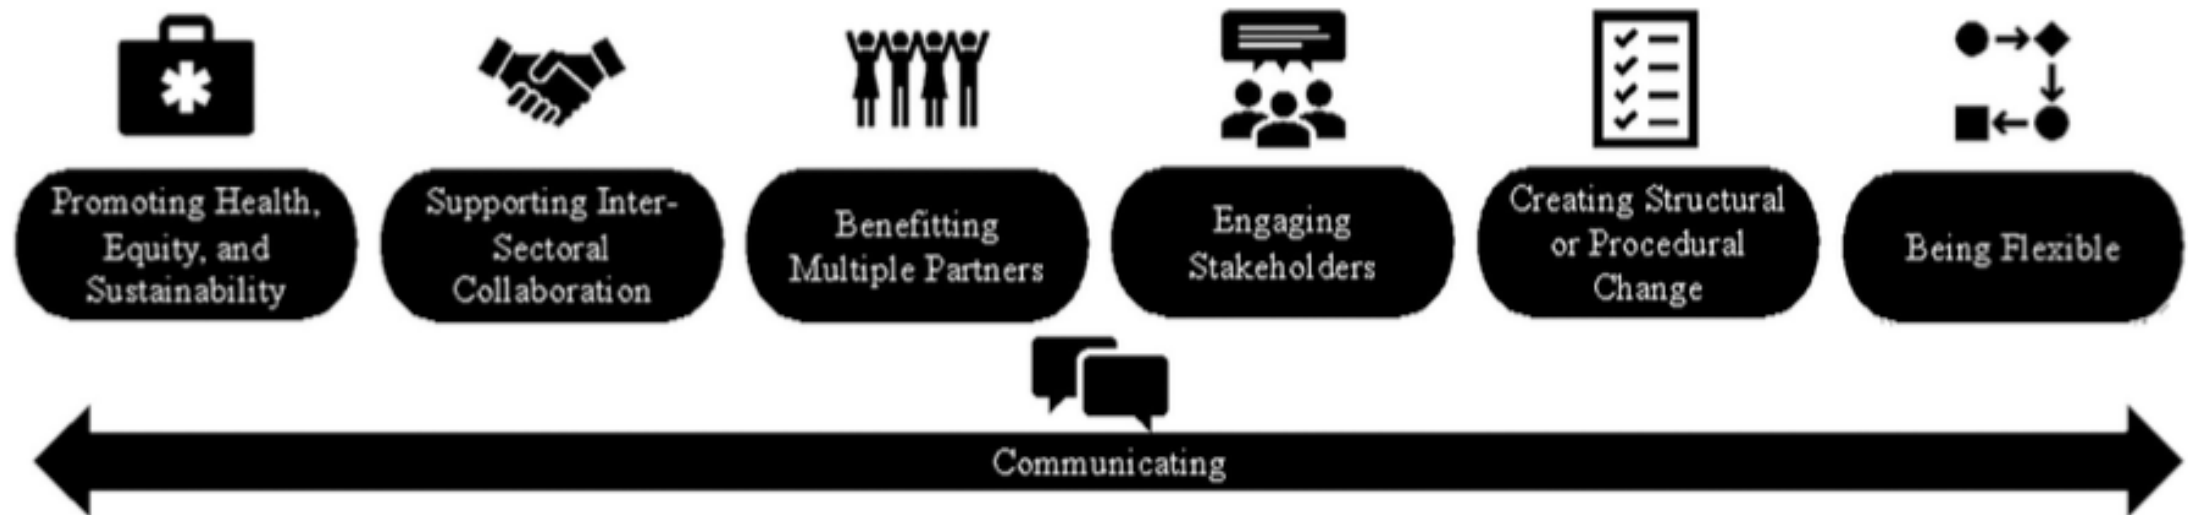 Promoting Health,
Equity, and
Sustainability
Supporting Inter-
Sectoral
Collaboration
Benefitting
Multiple Partners
Engaging
Stakeholders
Creating Structural
or Procedural
Change
Being Flexible
Communicating